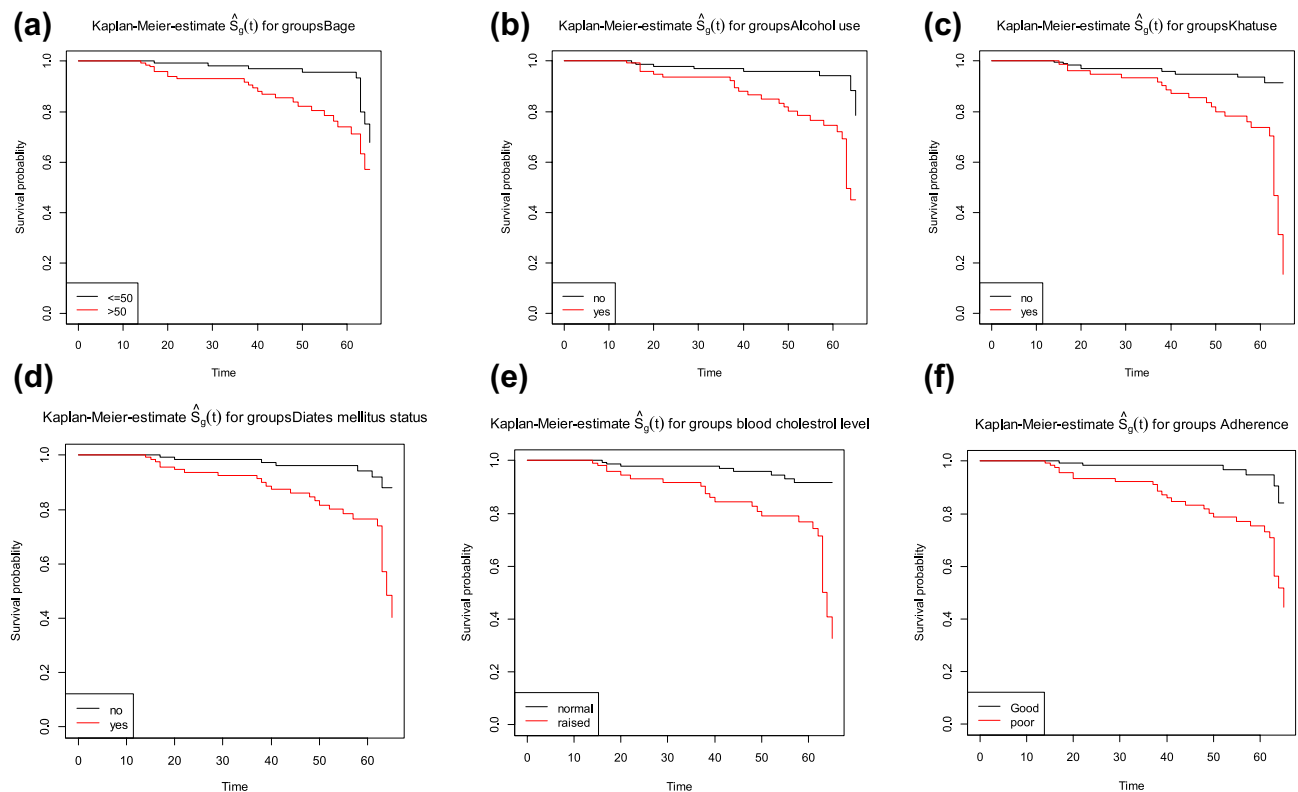 (a)
Kaplan-Meier-estimate Ŝg(t) for groupsBage
Survival probablity
0.0 0.2 0.4 0.6 0.8 1.0
<=50
>50
0 10 20 30 40 50 60
Time
(b)
Kaplan-Meier-estimate Ŝg(t) for groupsAlcohol use
Survival probablity
0.0 0.2 0.4 0.6 0.8 1.0
no
yes
0 10 20 30 40 50 60
Time
(c)
Kaplan-Meier-estimate Ŝg(t) for groupsKhatuse
Survival probablity
0.0 0.2 0.4 0.6 0.8 1.0
no
yes
0 10 20 30 40 50 60
Time
(d)
Kaplan-Meier-estimate Ŝg(t) for groupsDiates mellitus status
Survival probablity
0.0 0.2 0.4 0.6 0.8 1.0
no
yes
0 10 20 30 40 50 60
Time
(e)
Kaplan-Meier-estimate Ŝg(t) for groups blood cholestrol level
Survival probablity
0.0 0.2 0.4 0.6 0.8 1.0
normal
raised
0 10 20 30 40 50 60
Time
(f)
Kaplan-Meier-estimate Ŝg(t) for groups Adherence
Survival probablity
0.0 0.2 0.4 0.6 0.8 1.0
Good
poor
0 10 20 30 40 50 60
Time